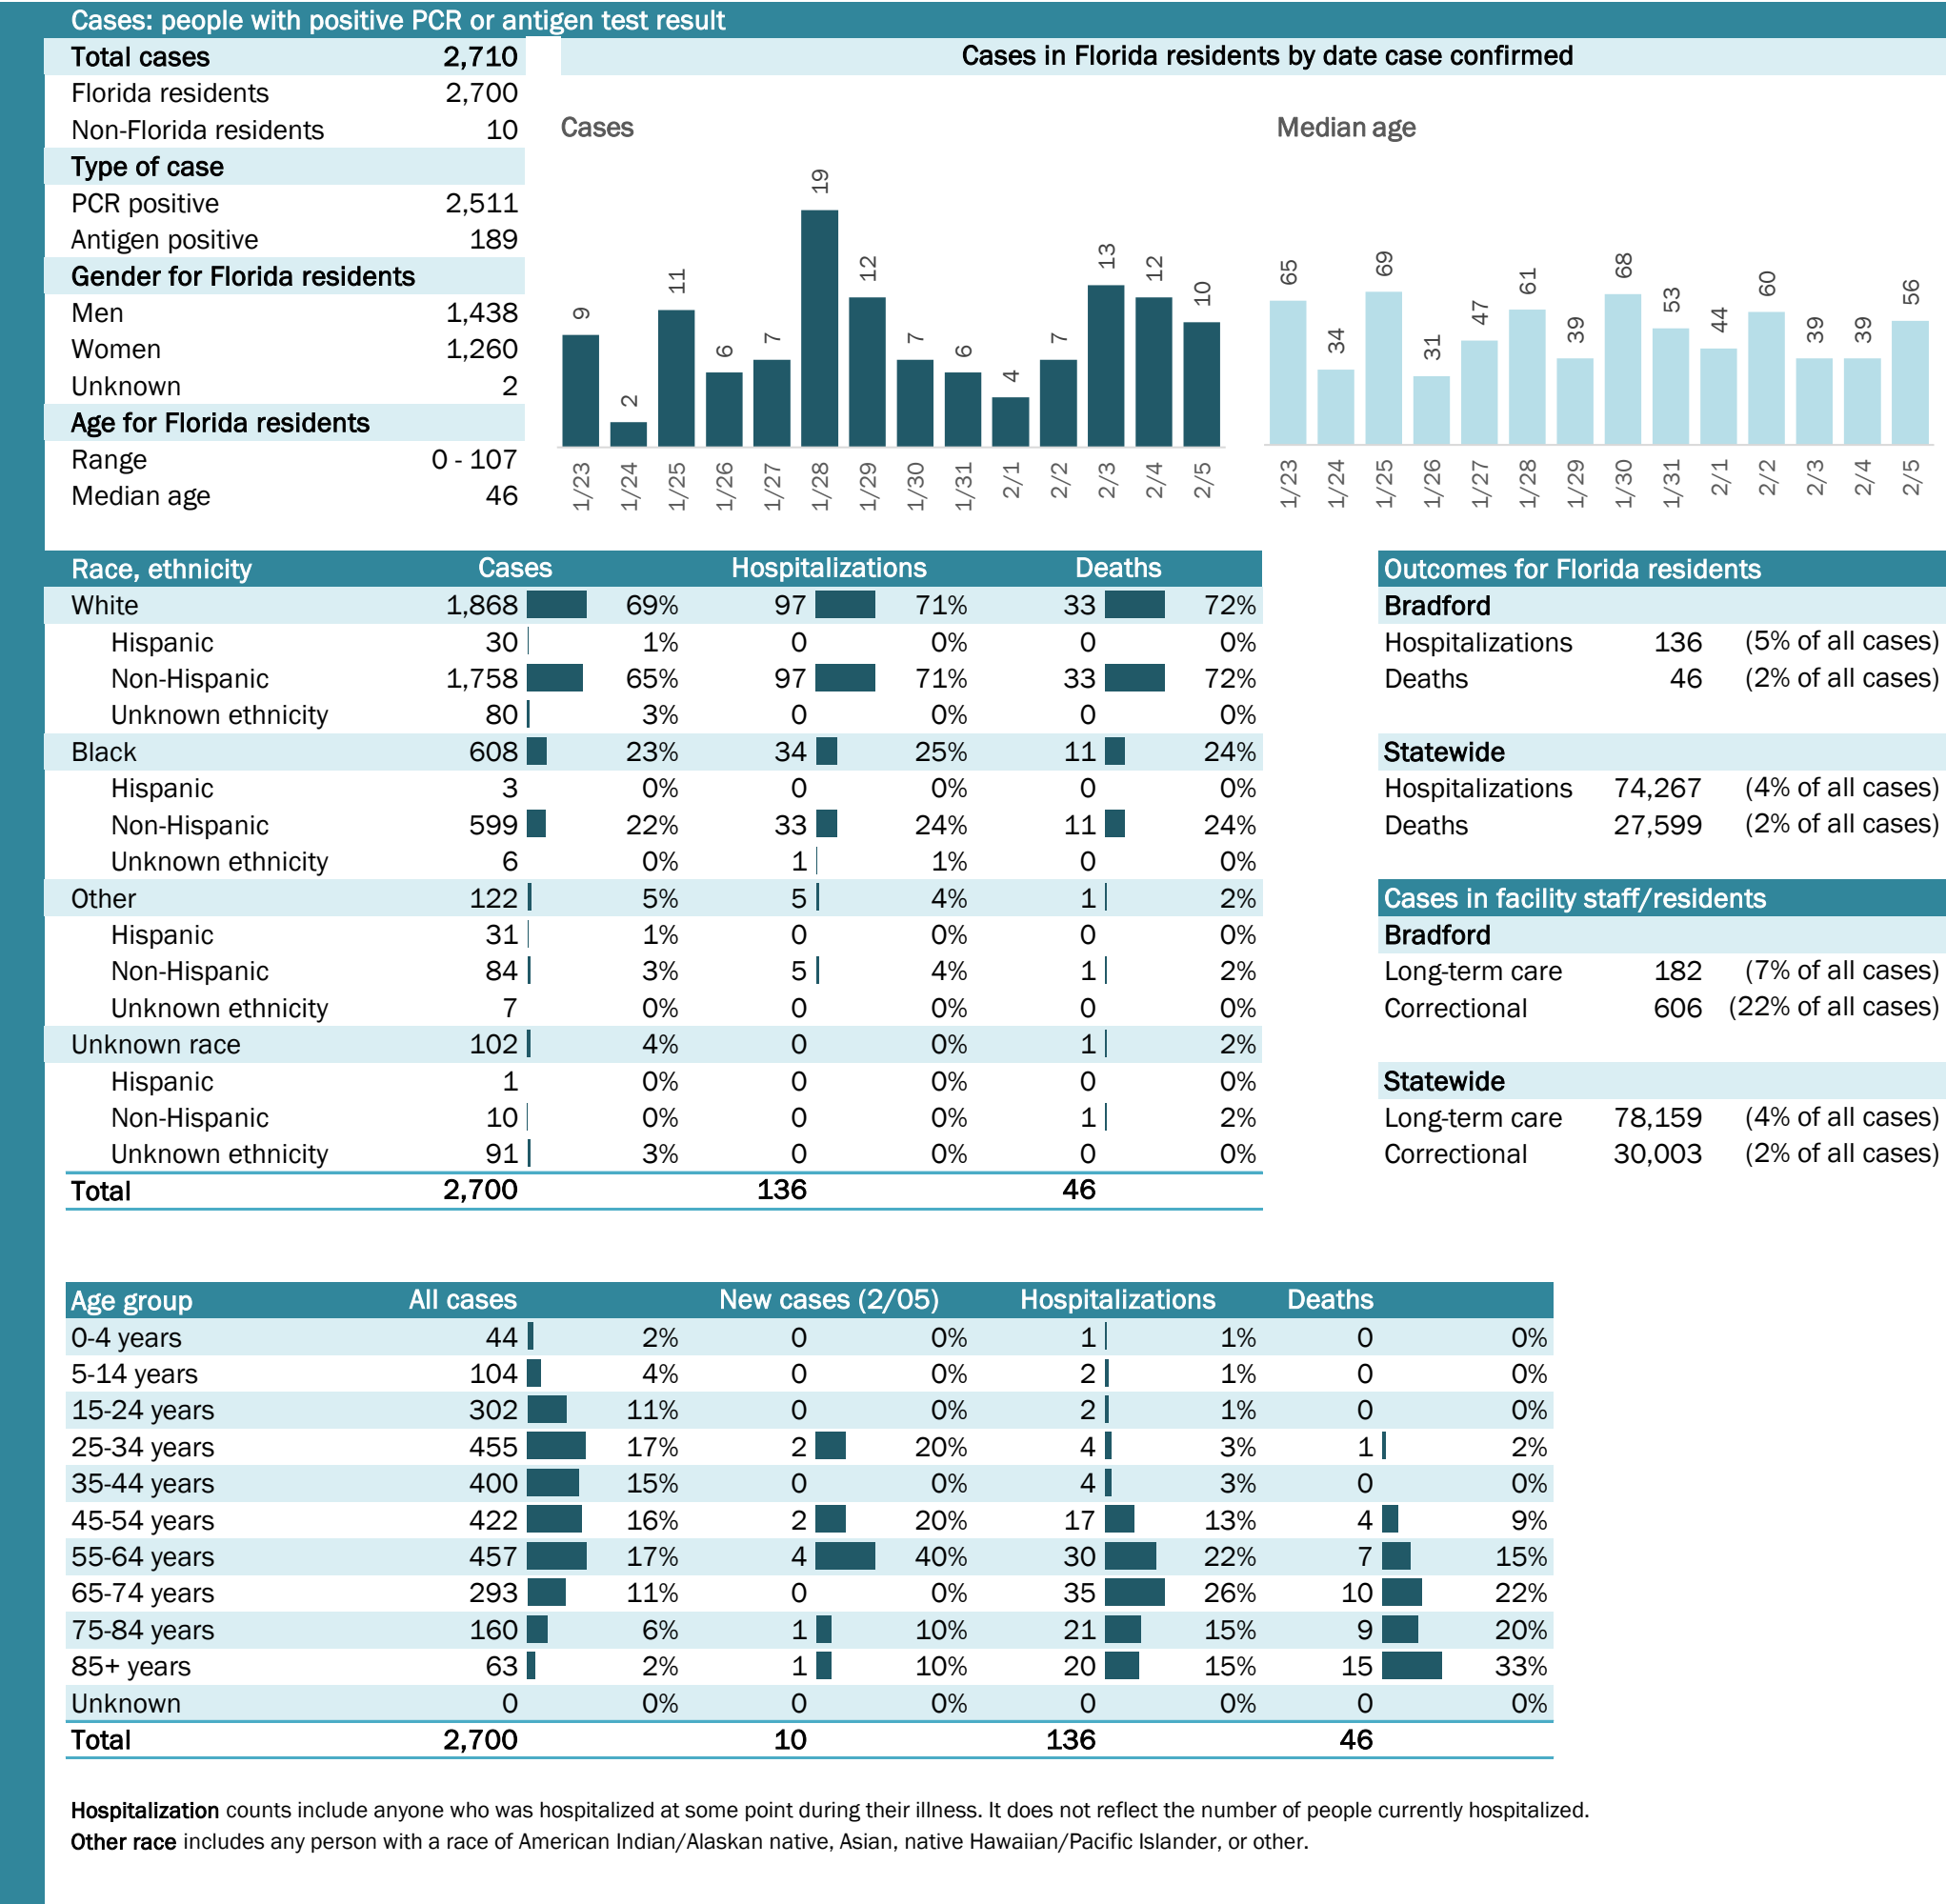 Cases: people with positive PCR or antigen test result
Total cases 2,710
Florida residents 2,700
Non-Florida residents 10
Type of case
PCR positive 2,511
Antigen positive 189
Gender for Florida residents
Men 1,438
Women 1,260
Unknown 2
Age for Florida residents
Range 0 - 107
Median age 46
Cases in Florida residents by date case confirmed
Cases
9 2 11 6 7 19 12 7 6 4 7 13 12 10
1/23 1/24 1/25 1/26 1/27 1/28 1/29 1/30 1/31 2/1 2/2 2/3 2/4 2/5
Median age
65 34 69 31 47 61 39 68 53 44 60 39 39 56
1/23 1/24 1/25 1/26 1/27 1/28 1/29 1/30 1/31 2/1 2/2 2/3 2/4 2/5
Race, ethnicity Cases Hospitalizations Deaths
White 1,868 69% 97 71% 33 72%
Hispanic 30 1% 0 0% 0 0%
Non-Hispanic 1,758 65% 97 71% 33 72%
Unknown ethnicity 80 3% 0 0% 0 0%
Black 608 23% 34 25% 11 24%
Hispanic 3 0% 0 0% 0 0%
Non-Hispanic 599 22% 33 24% 11 24%
Unknown ethnicity 6 0% 1 1% 0 0%
Other 122 5% 5 4% 1 2%
Hispanic 31 1% 0 0% 0 0%
Non-Hispanic 84 3% 5 4% 1 2%
Unknown ethnicity 7 0% 0 0% 0 0%
Unknown race 102 4% 0 0% 1 2%
Hispanic 1 0% 0 0% 0 0%
Non-Hispanic 10 0% 0 0% 1 2%
Unknown ethnicity 91 3% 0 0% 0 0%
Total 2,700 136 46
Outcomes for Florida residents
Bradford
Hospitalizations 136 (5% of all cases)
Deaths 46 (2% of all cases)
Statewide
Hospitalizations 74,267 (4% of all cases)
Deaths 27,599 (2% of all cases)
Cases in facility staff/residents
Bradford
Long-term care 182 (7% of all cases)
Correctional 606 (22% of all cases)
Statewide
Long-term care 78,159 (4% of all cases)
Correctional 30,003 (2% of all cases)
Age group All cases New cases (2/05) Hospitalizations Deaths
0-4 years 44 2% 0 0% 1 1% 0 0%
5-14 years 104 4% 0 0% 2 1% 0 0%
15-24 years 302 11% 0 0% 2 1% 0 0%
25-34 years 455 17% 2 20% 4 3% 1 2%
35-44 years 400 15% 0 0% 4 3% 0 0%
45-54 years 422 16% 2 20% 17 13% 4 9%
55-64 years 457 17% 4 40% 30 22% 7 15%
65-74 years 293 11% 0 0% 35 26% 10 22%
75-84 years 160 6% 1 10% 21 15% 9 20%
85+ years 63 2% 1 10% 20 15% 15 33%
Unknown 0 0% 0 0% 0 0% 0 0%
Total 2,700 10 136 46
Hospitalization counts include anyone who was hospitalized at some point during their illness. It does not reflect the number of people currently hospitalized.
Other race includes any person with a race of American Indian/Alaskan native, Asian, native Hawaiian/Pacific Islander, or other.